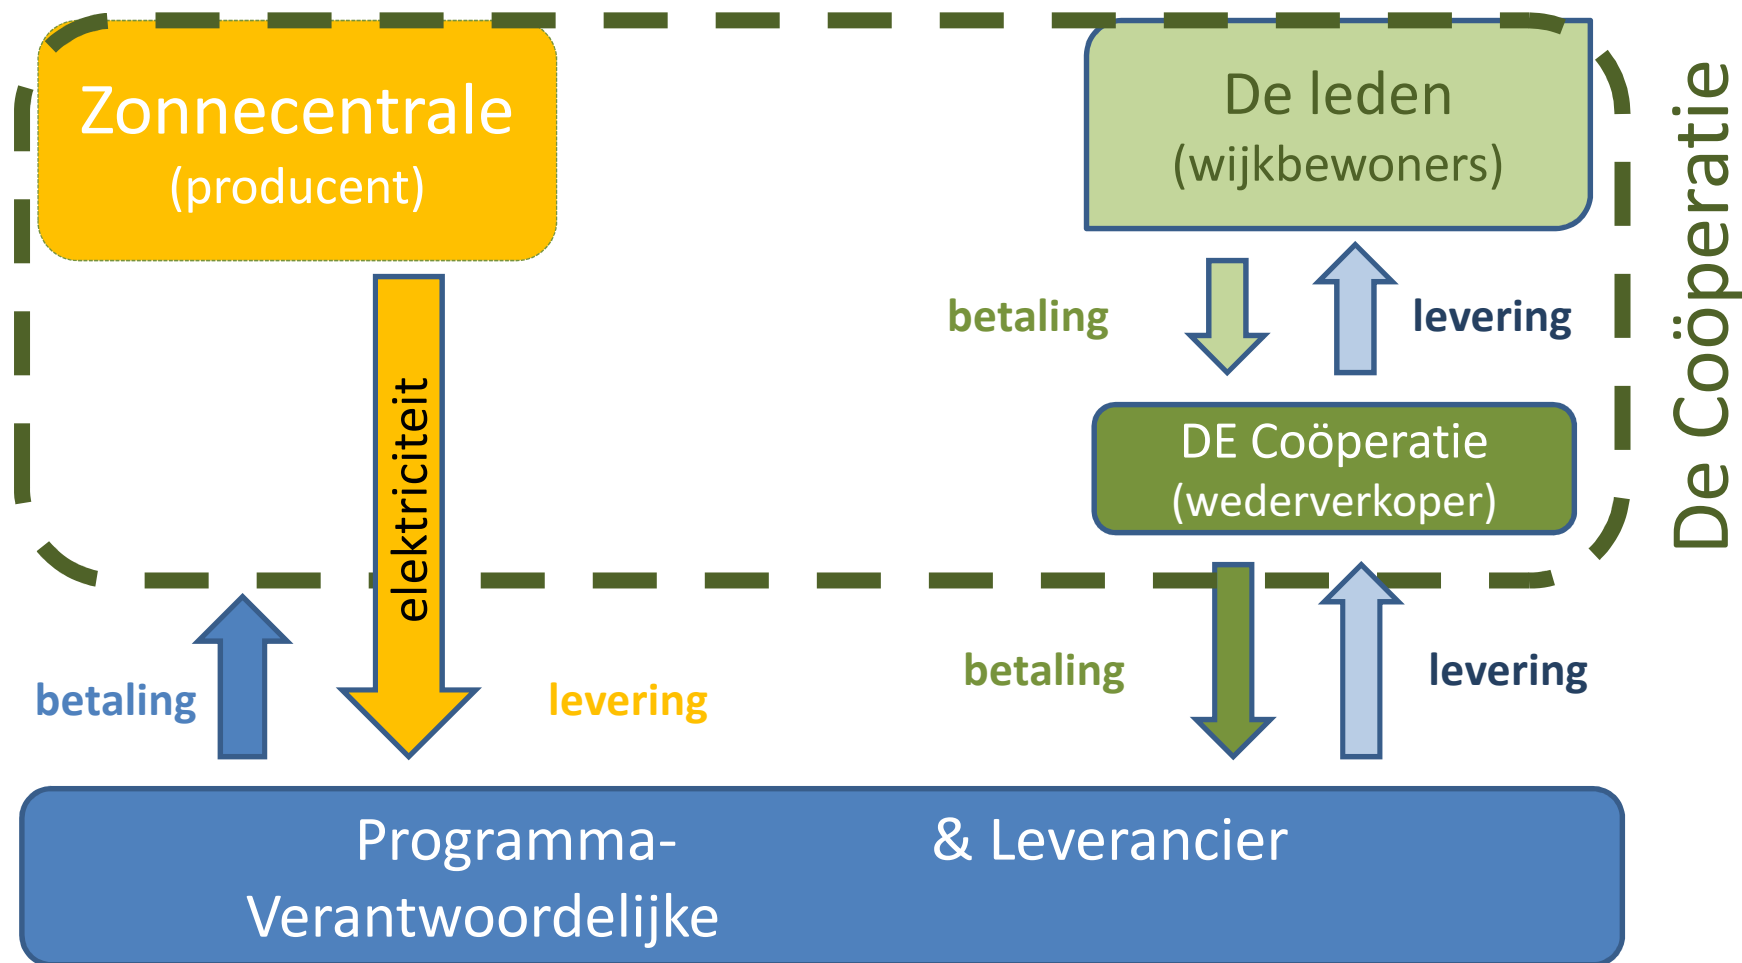 Zonnecentrale
(producent)
De leden
(wijkbewoners)
De Coöperatie
betaling
levering
DE Coöperatie
(wederverkoper)
elektriciteit
betaling
levering
betaling
levering
Programma-
Verantwoordelijke
& Leverancier